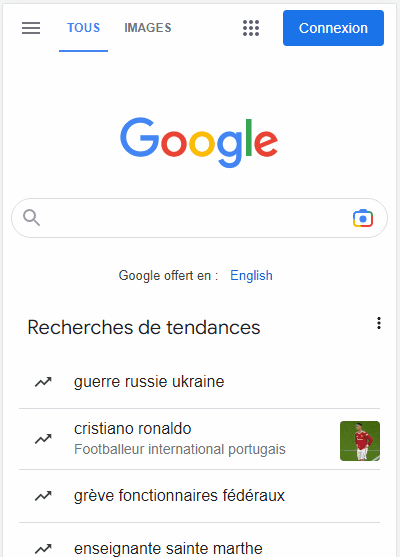 TOUS IMAGES Connexion
Google
Google offert en : English
Recherches de tendances
guerre russie ukraine
cristiano ronaldo
Footballeur international portugais
grève fonctionnaires fédéraux
enseignante sainte marthe